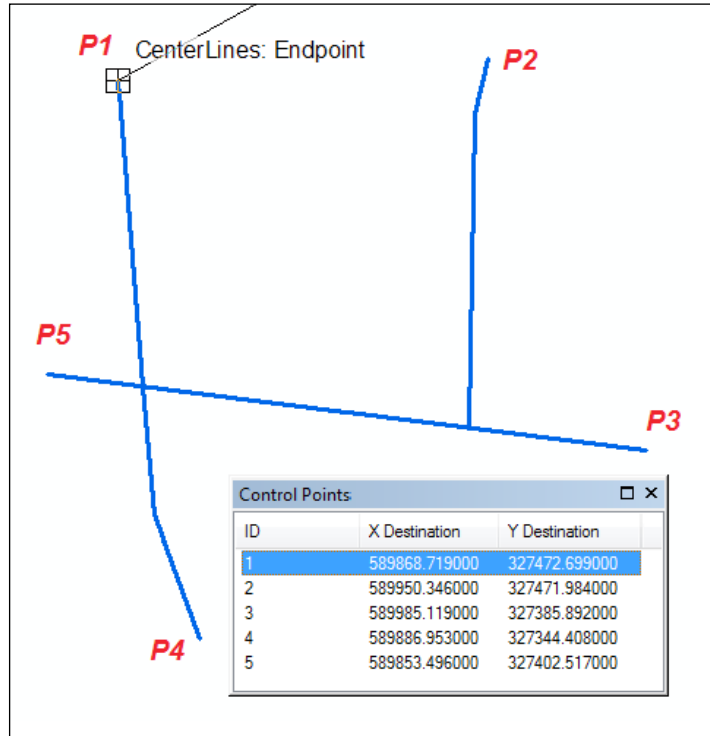 P1
CenterLines: Endpoint
P2
P5
P3
P4
Control Points
ID X Destination Y Destination
1 589868.719000 327472.699000
2 589950.346000 327471.984000
3 589985.119000 327385.892000
4 589886.953000 327344.408000
5 589853.496000 327402.517000